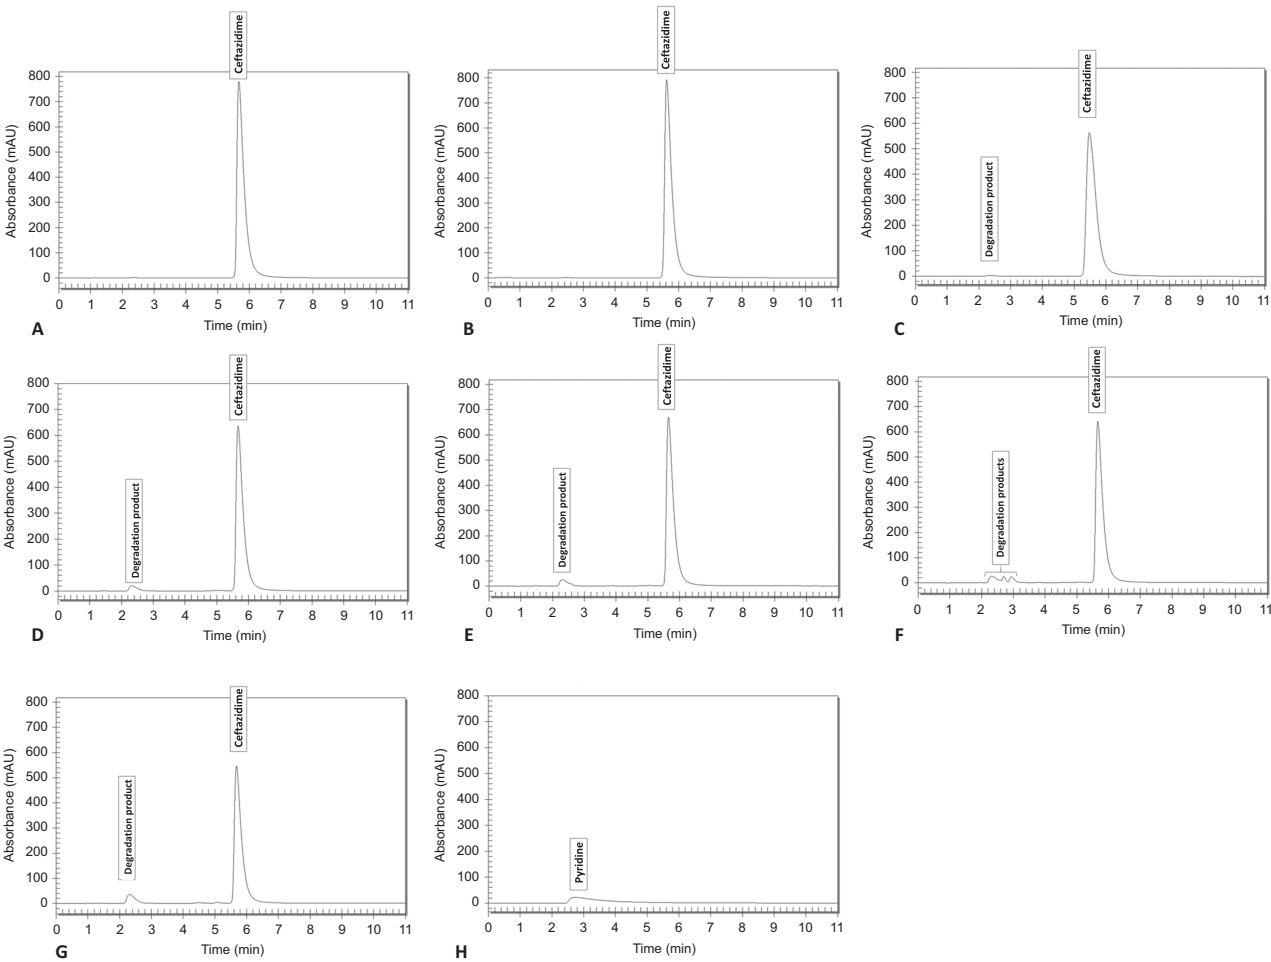 Ceftazidime
800
700
600
500
400
300
200
100
0
Absorbance (mAU)
0 1 2 3 4 5 6 7 8 9 10 11
Time (min)
A
Ceftazidime
800
700
600
500
400
300
200
100
0
Absorbance (mAU)
0 1 2 3 4 5 6 7 8 9 10 11
Time (min)
B
Ceftazidime
Degradation product
800
700
600
500
400
300
200
100
0
Absorbance (mAU)
0 1 2 3 4 5 6 7 8 9 10 11
Time (min)
C
Ceftazidime
Degradation product
800
700
600
500
400
300
200
100
0
Absorbance (mAU)
0 1 2 3 4 5 6 7 8 9 10 11
Time (min)
D
Ceftazidime
Degradation product
800
700
600
500
400
300
200
100
0
Absorbance (mAU)
0 1 2 3 4 5 6 7 8 9 10 11
Time (min)
E
Ceftazidime
Degradation products
800
700
600
500
400
300
200
100
0
Absorbance (mAU)
0 1 2 3 4 5 6 7 8 9 10 11
Time (min)
F
Ceftazidime
Degradation product
800
700
600
500
400
300
200
100
0
Absorbance (mAU)
0 1 2 3 4 5 6 7 8 9 10 11
Time (min)
G
Pyridine
800
700
600
500
400
300
200
100
0
Absorbance (mAU)
0 1 2 3 4 5 6 7 8 9 10 11
Time (min)
H